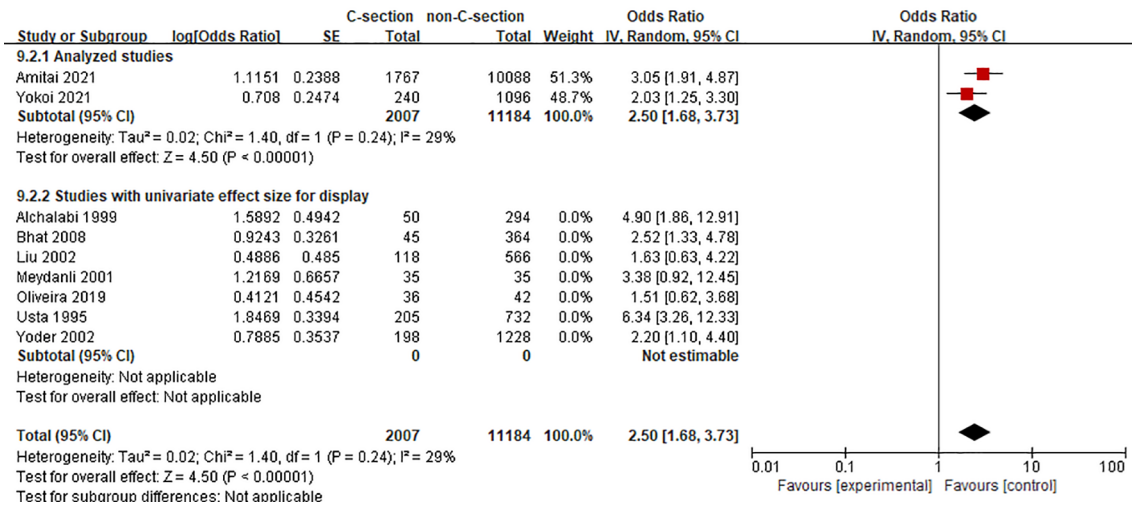 C-section non-C-section Odds Ratio Odds Ratio
Study or Subgroup log[Odds Ratio] SE Total Total Weight IV, Random, 95% CI IV, Random, 95% CI
9.2.1 Analyzed studies
Amitai 2021 1.1151 0.2388 1767 10088 51.3% 3.05 [1.91, 4.87]
Yokoi 2021 0.708 0.2474 240 1096 48.7% 2.03 [1.25, 3.30]
Subtotal (95% CI) 2007 11184 100.0% 2.50 [1.68, 3.73]
Heterogeneity: Tau² = 0.02; Chi² = 1.40, df = 1 (P = 0.24); I² = 29%
Test for overall effect: Z = 4.50 (P < 0.00001)
9.2.2 Studies with univariate effect size for display
Alchalabi 1999 1.5892 0.4942 50 294 0.0% 4.90 [1.86, 12.91]
Bhat 2008 0.9243 0.3261 45 364 0.0% 2.52 [1.33, 4.78]
Liu 2002 0.4886 0.485 118 566 0.0% 1.63 [0.63, 4.22]
Meydanli 2001 1.2169 0.6657 35 35 0.0% 3.38 [0.92, 12.45]
Oliveira 2019 0.4121 0.4542 36 42 0.0% 1.51 [0.62, 3.68]
Usta 1995 1.8469 0.3394 205 732 0.0% 6.34 [3.26, 12.33]
Yoder 2002 0.7885 0.3537 198 1228 0.0% 2.20 [1.10, 4.40]
Subtotal (95% CI) 0 0 Not estimable
Heterogeneity: Not applicable
Test for overall effect: Not applicable
Total (95% CI) 2007 11184 100.0% 2.50 [1.68, 3.73]
Heterogeneity: Tau² = 0.02; Chi² = 1.40, df = 1 (P = 0.24); I² = 29%
Test for overall effect: Z = 4.50 (P < 0.00001)
Test for subgroup differences: Not applicable
0.01 0.1 1 10 100
Favours [experimental] Favours [control]